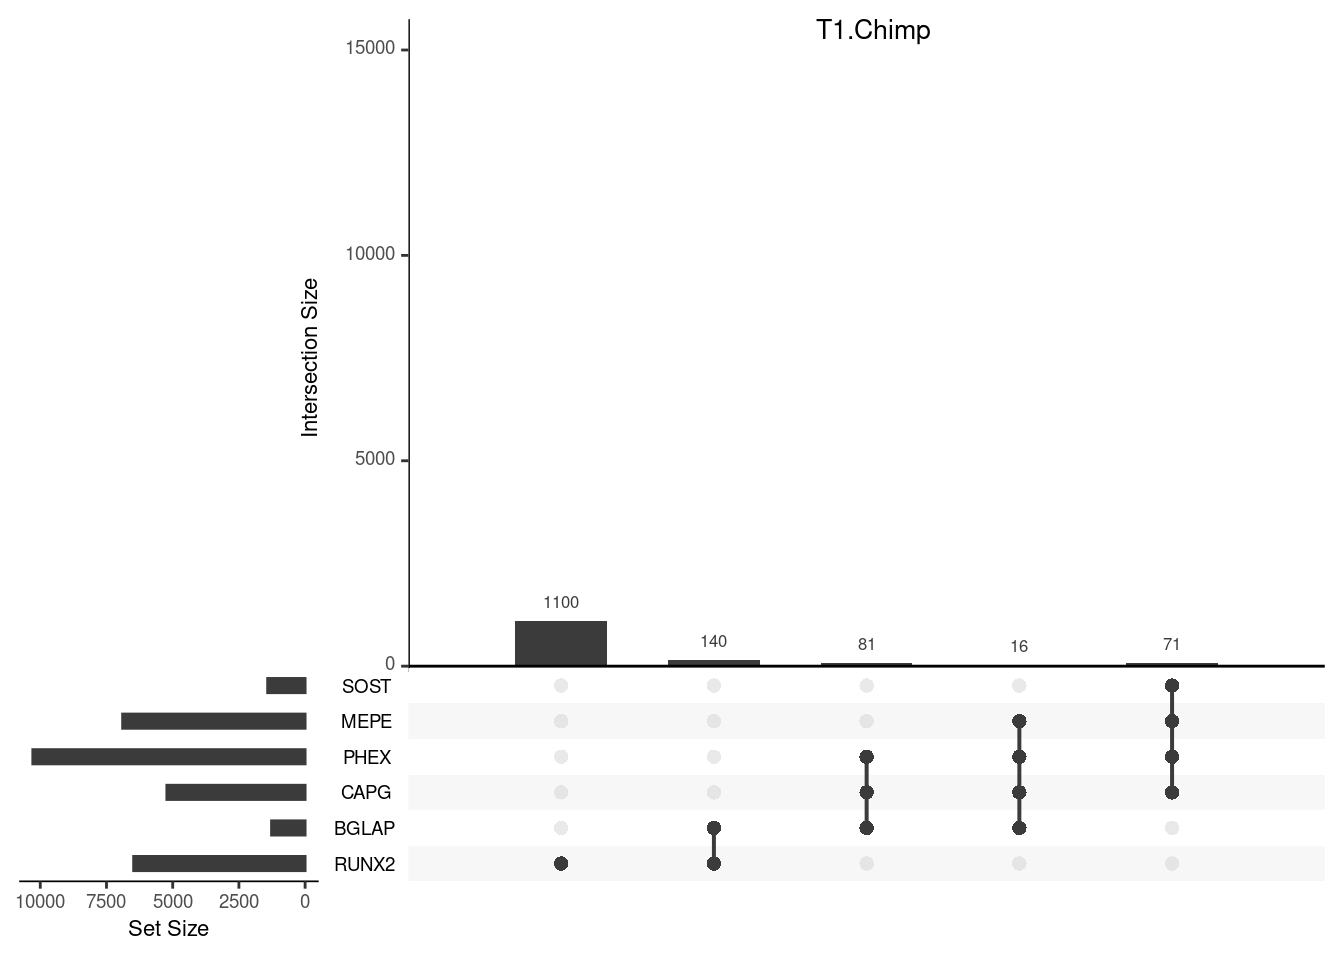 T1.Chimp
15000
10000
5000
0
Intersection Size
1100
140
81
16
71
SOST
MEPE
PHEX
CAPG
BGLAP
RUNX2
10000 7500 5000 2500 0
Set Size